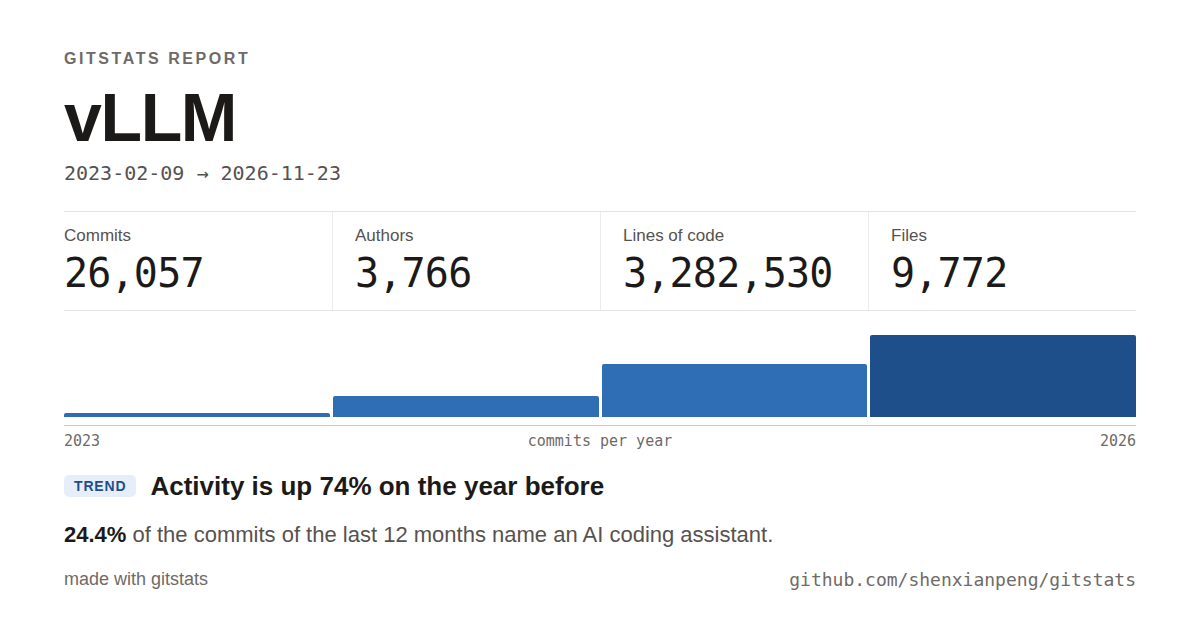 GITSTATS REPORT
vLLM
2023-02-09 → 2026-11-23
Commits
26,057
Authors
3,766
Lines of code
3,282,530
Files
9,772
2023
commits per year
2026
TREND
Activity is up 74% on the year before
24.4% of the commits of the last 12 months name an AI coding assistant.
made with gitstats
github.com/shenxianpeng/gitstats